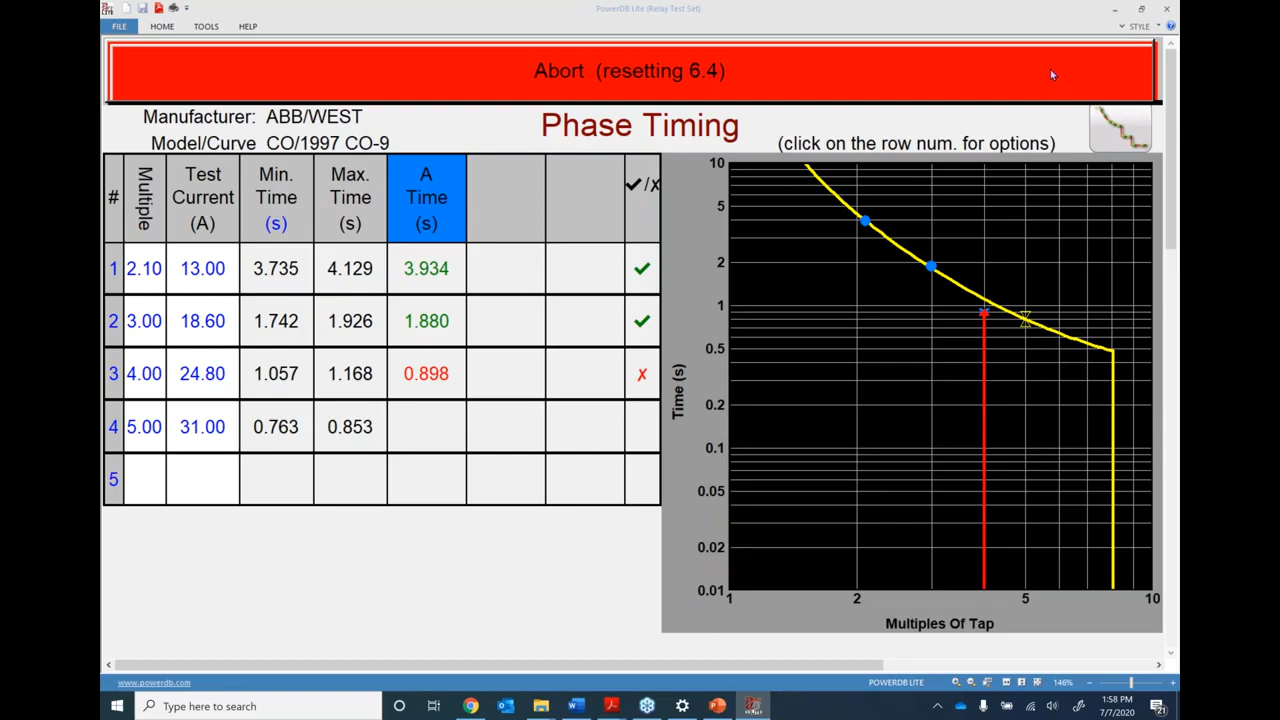 PowerDB Lite (Relay Test Set)
FILE HOME TOOLS HELP STYLE
Abort (resetting 6.4)
Manufacturer: ABB/WEST
Model/Curve CO/1997 CO-9
Phase Timing
(click on the row num. for options)
# Multiple Test Current (A) Min. Time (s) Max. Time (s) A Time (s) ✓/✗
1 2.10 13.00 3.735 4.129 3.934 ✓
2 3.00 18.60 1.742 1.926 1.880 ✓
3 4.00 24.80 1.057 1.168 0.898 ✗
4 5.00 31.00 0.763 0.853
5
10
5
2
1
0.5
0.2
0.1
0.05
0.02
0.01
Time (s)
1 2 5 10
Multiples Of Tap
www.powerdb.com POWERDB LITE 146%
Type here to search
1:58 PM
7/7/2020
21